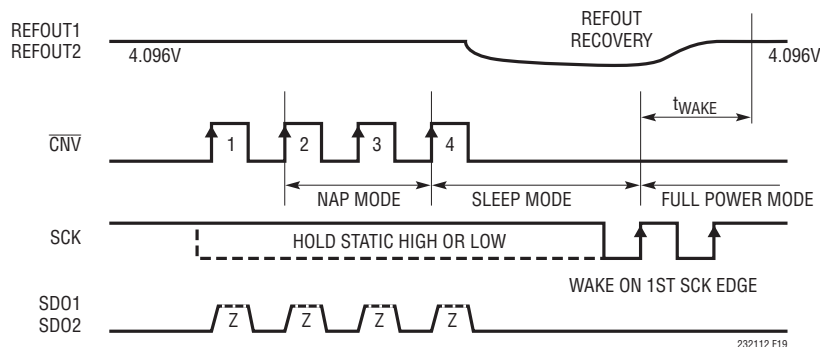 REFOUT1
REFOUT2
4.096V
REFOUT
RECOVERY
4.096V
tWAKE
CNV
1
2
3
4
NAP MODE
SLEEP MODE
FULL POWER MODE
SCK
HOLD STATIC HIGH OR LOW
WAKE ON 1ST SCK EDGE
SDO1
SDO2
Z
Z
Z
Z
232112 F19